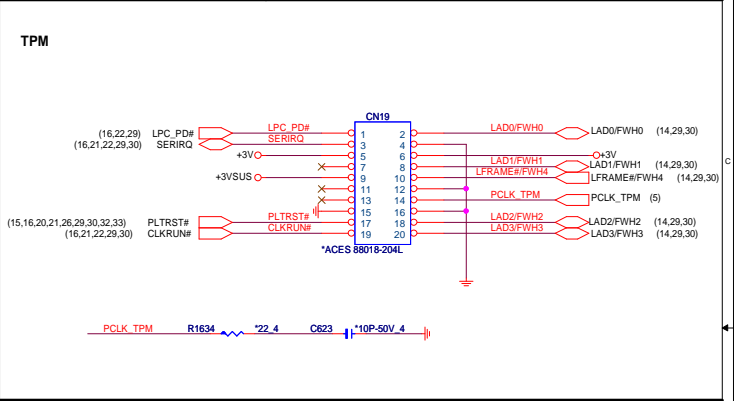 TPM
CN19
(16,22,29) LPC_PD# LPC_PD# 1 2 LAD0/FWH0 LAD0/FWH0 (14,29,30)
(16,21,22,29,30) SERIRQ SERIRQ 3 4
+3V 5 6 +3V
7 8 LAD1/FWH1 LAD1/FWH1 (14,29,30)
+3VSUS 9 10 LFRAME#/FWH4 LFRAME#/FWH4 (14,29,30)
11 12
13 14 PCLK_TPM PCLK_TPM (5)
15 16
(15,16,20,21,26,29,30,32,33) PLTRST# PLTRST# 17 18 LAD2/FWH2 LAD2/FWH2 (14,29,30)
(16,21,22,29,30) CLKRUN# CLKRUN# 19 20 LAD3/FWH3 LAD3/FWH3 (14,29,30)
*ACES 88018-204L
PCLK_TPM R1634 *22_4 C623 *10P-50V_4
C